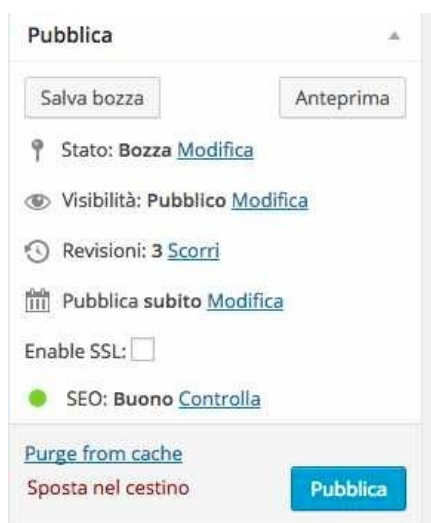 Pubblica
Salva bozza Anteprima
Stato: Bozza Modifica
Visibilità: Pubblico Modifica
Revisioni: 3 Scorri
Pubblica subito Modifica
Enable SSL:
SEO: Buono Controlla
Purge from cache
Sposta nel cestino Pubblica